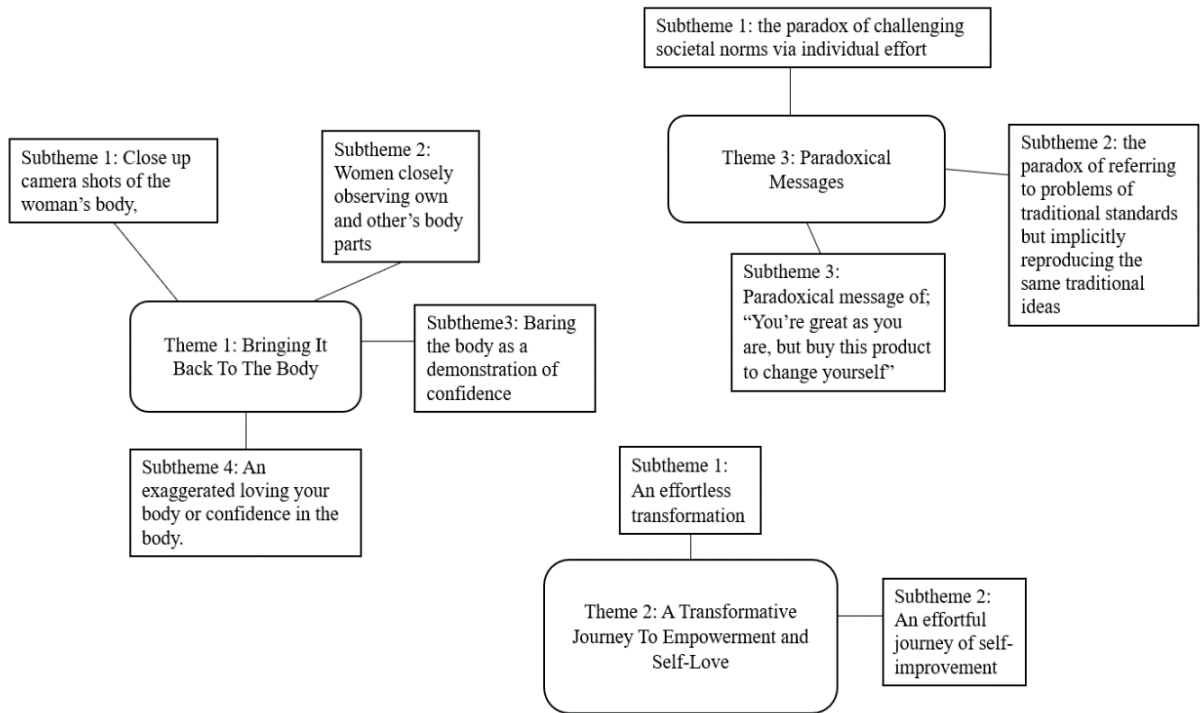 Subtheme 1: the paradox of challenging
societal norms via individual effort
Subtheme 1: Close up
camera shots of the
woman’s body,
Subtheme 2:
Women closely
observing own
and other’s body
parts
Theme 3: Paradoxical
Messages
Subtheme 2: the
paradox of referring
to problems of
traditional standards
but implicitly
reproducing the
same traditional
ideas
Subtheme 3:
Paradoxical message of;
“You’re great as you
are, but buy this product
to change yourself”
Theme 1: Bringing It
Back To The Body
Subtheme3: Baring
the body as a
demonstration of
confidence
Subtheme 4: An
exaggerated loving your
body or confidence in the
body.
Subtheme 1:
An effortless
transformation
Theme 2: A Transformative
Journey To Empowerment and
Self-Love
Subtheme 2:
An effortful
journey of self-
improvement